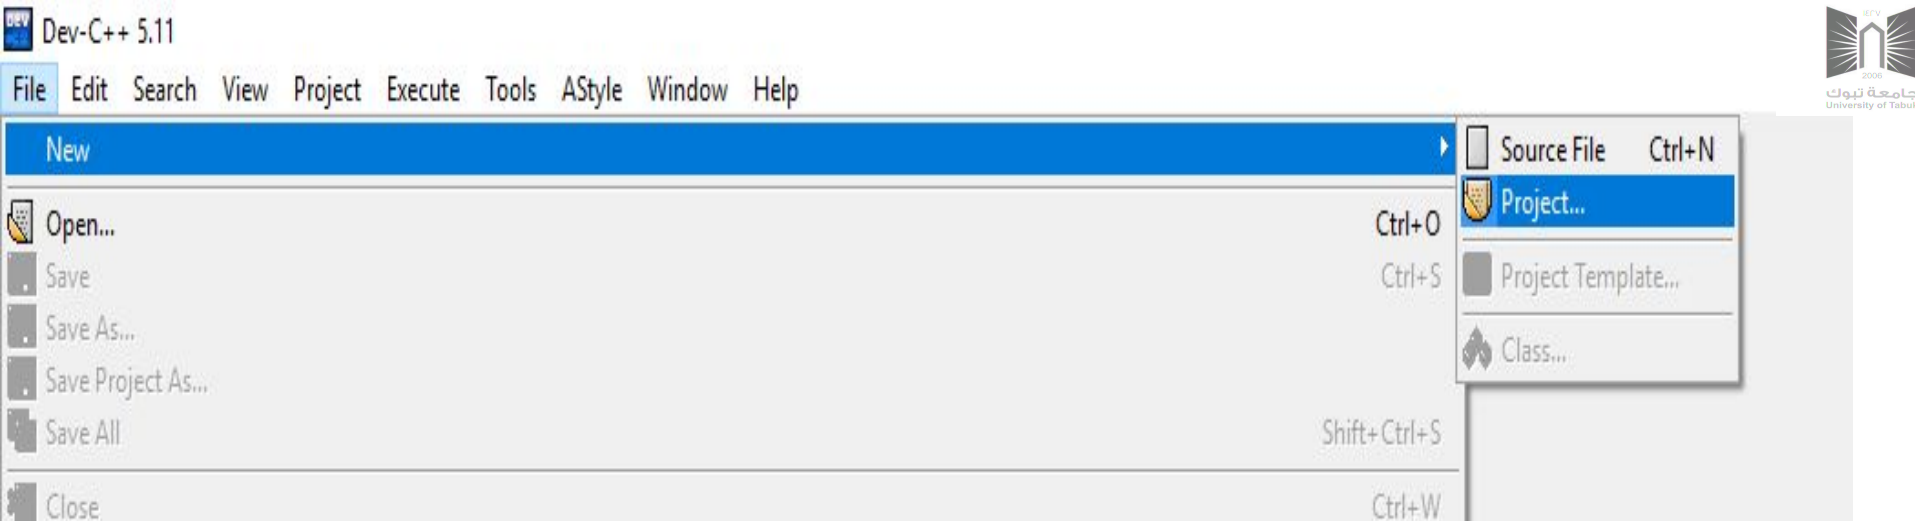 Dev-C++ 5.11
File Edit Search View Project Execute Tools AStyle Window Help
New
Source File Ctrl+N
Project...
Project Template...
Class...
Open... Ctrl+O
Save Ctrl+S
Save As...
Save Project As...
Save All Shift+Ctrl+S
Close Ctrl+W
2006
جامعة تبوك
University of Tabuk